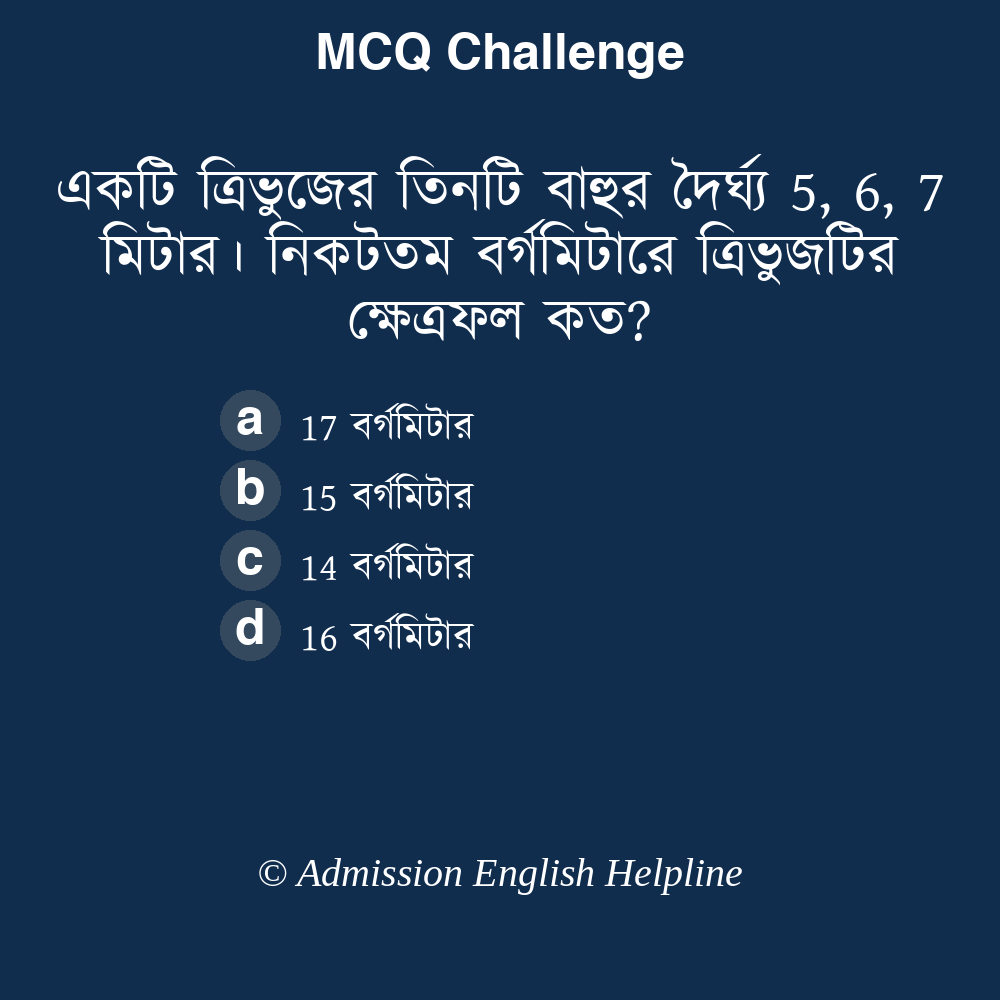 MCQ Challenge
একটি ত্রিভুজের তিনটি বাহুর দৈর্ঘ্য 5, 6, 7
মিটার। নিকটতম বর্গমিটারে ত্রিভুজটির
ক্ষেত্রফল কত?
a 17 বর্গমিটার
b 15 বর্গমিটার
c 14 বর্গমিটার
d 16 বর্গমিটার
© Admission English Helpline